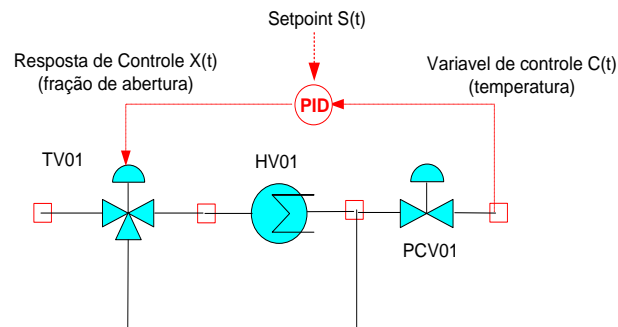 Setpoint S(t)
Resposta de Controle X(t)
(fração de abertura)
Variavel de controle C(t)
(temperatura)
PID
TV01
HV01
PCV01